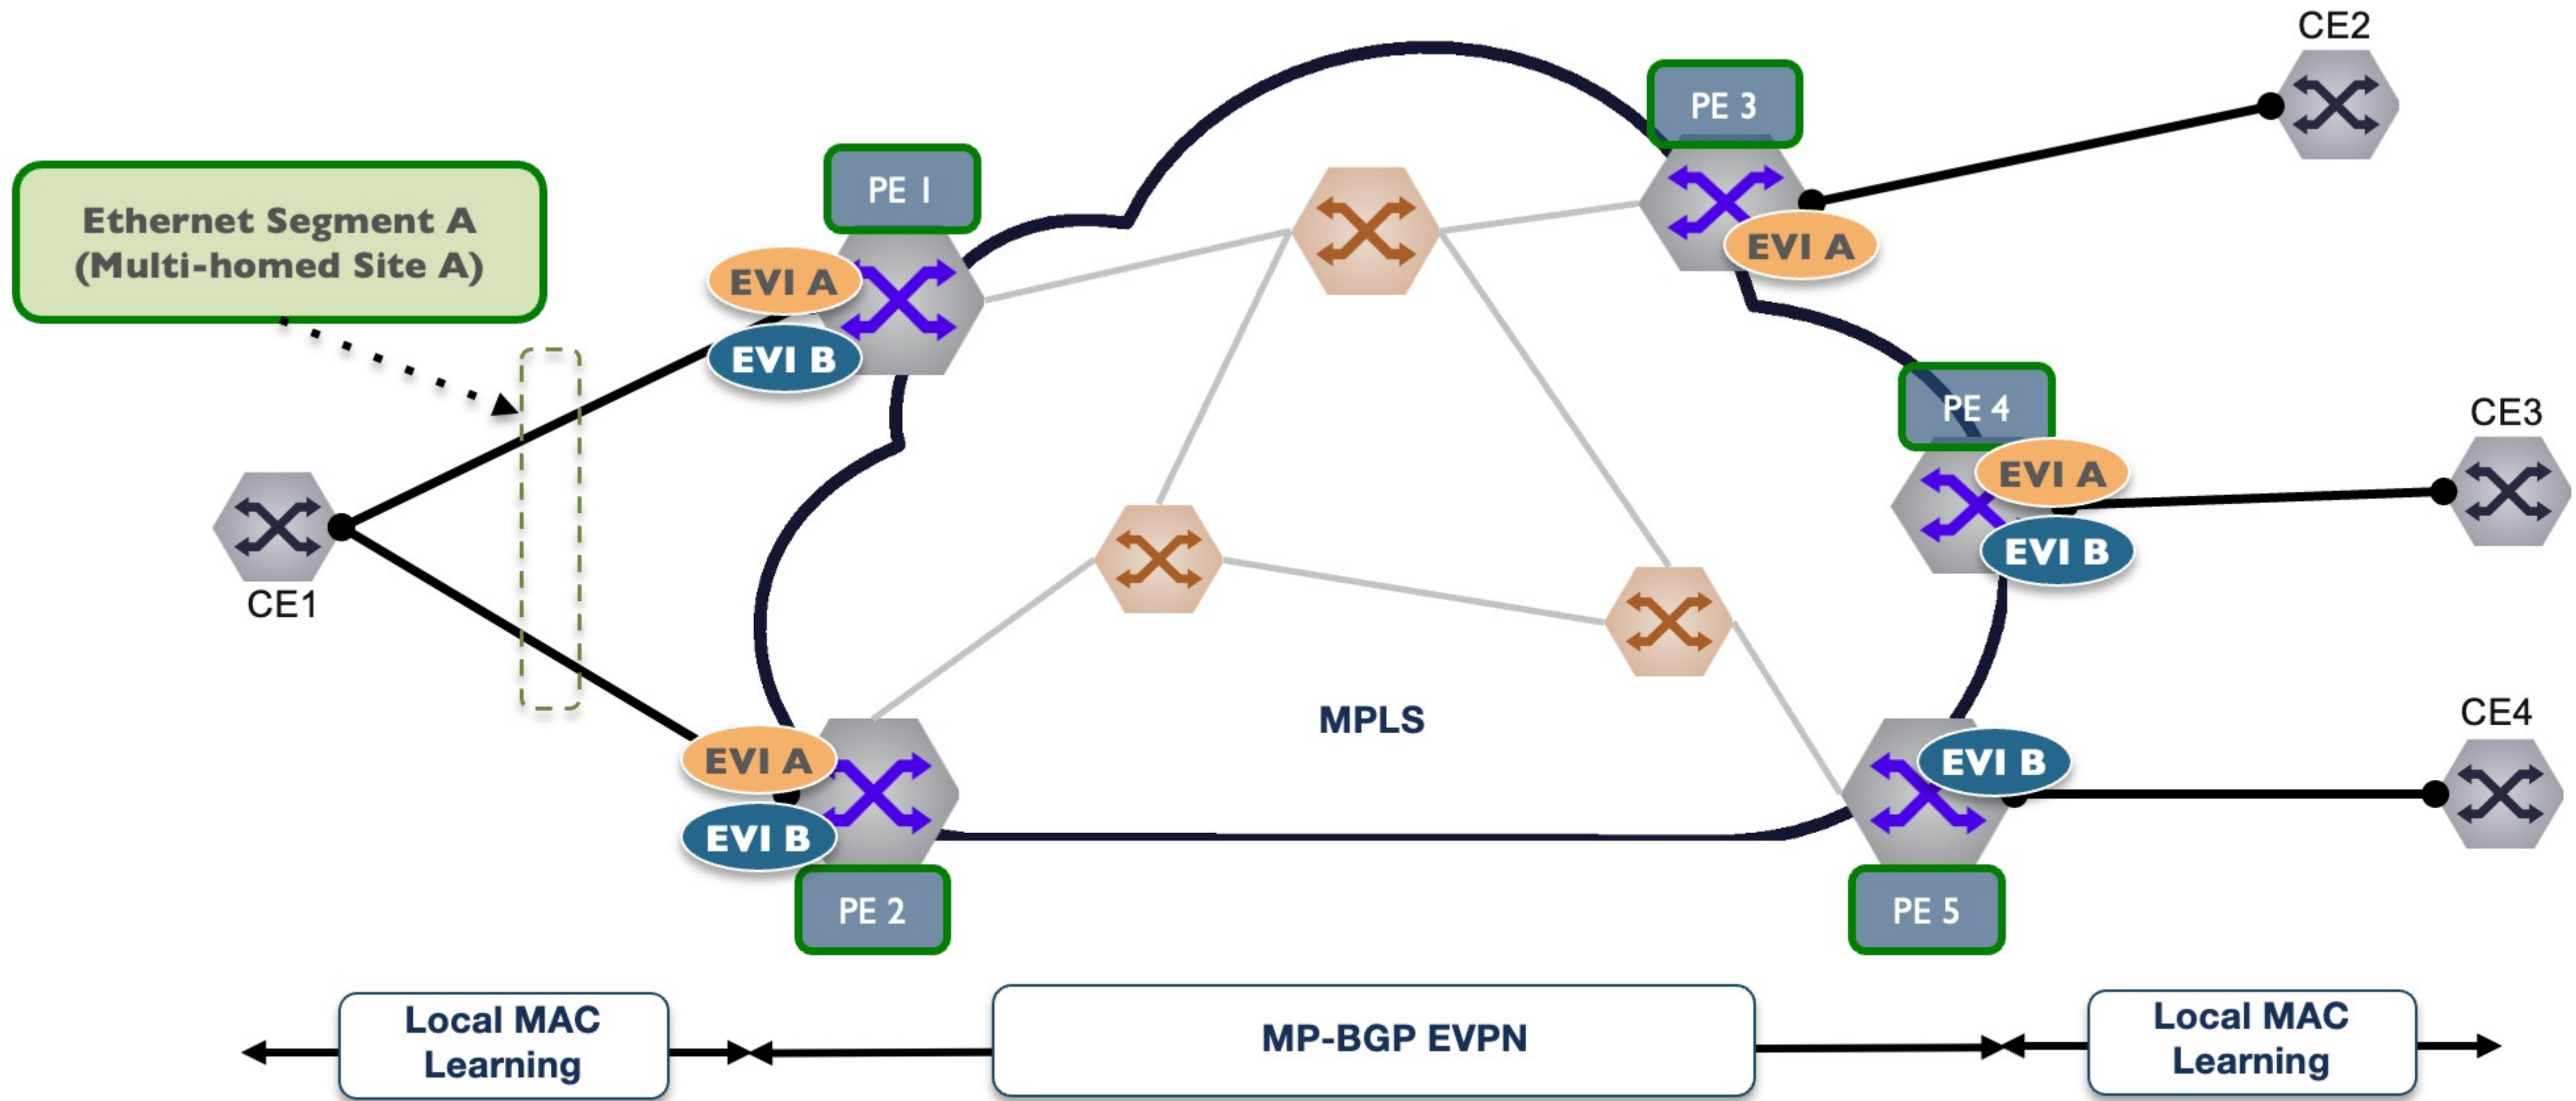 CE2
PE 3
PE 1
Ethernet Segment A
(Multi-homed Site A)
EVI A
EVI A
EVI B
PE 4
CE3
EVI A
EVI B
CE1
MPLS
CE4
EVI A
EVI B
EVI B
PE 2
PE 5
Local MAC
Learning
MP-BGP EVPN
Local MAC
Learning